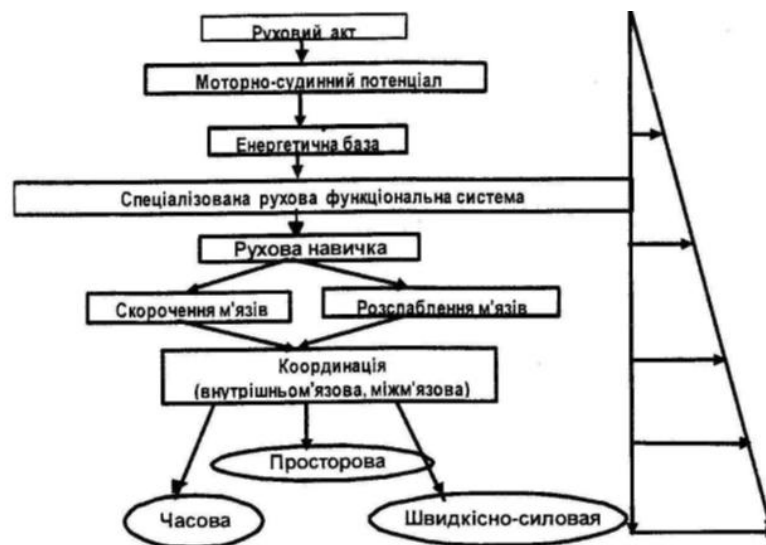 Руховий акт
Моторно-судинний потенціал
Енергетична база
Спеціалізована рухова функціональна система
Рухова навичка
Скорочення м'язів
Розслаблення м'язів
Координація
(внутрішньом'язова, міжм'язова)
Просторова
Часова
Швидкісно-силовая